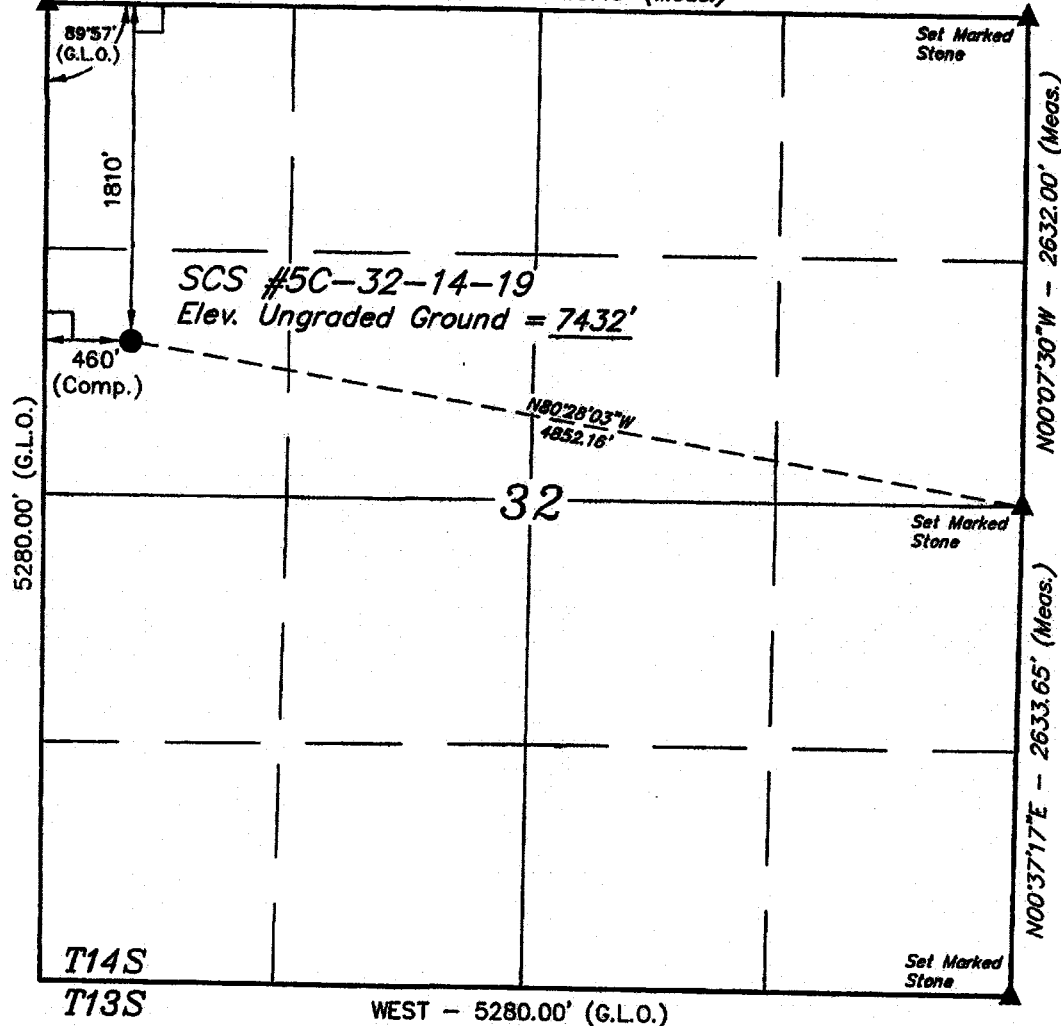 (Meas.)
89°57'
(G.L.O.)
Set Marked
Stone
1810'
N00°07'30"W - 2632.00' (Meas.)
SCS #5C-32-14-19
Elev. Ungraded Ground = 7432'
460'
(Comp.)
N80°28'03"W
4852.16'
5280.00' (G.L.O.)
32
Set Marked
Stone
N00°37'17"E - 2633.65' (Meas.)
T14S
Set Marked
Stone
T13S
WEST - 5280.00' (G.L.O.)